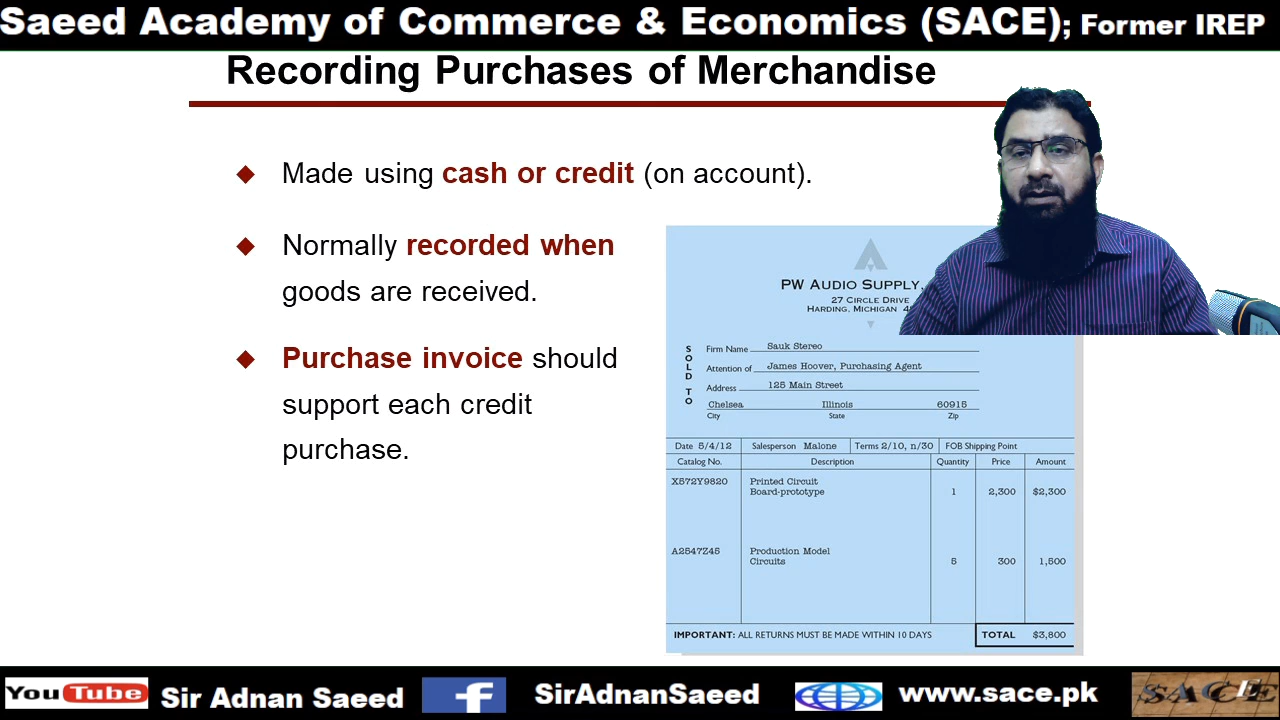 Saeed Academy of Commerce & Economics (SACE); Former IREP
Recording Purchases of Merchandise
Made using cash or credit (on account).
Normally recorded when
goods are received.
Purchase invoice should
support each credit
purchase.
PW AUDIO SUPPLY,
27 CIRCLE DRIVE
HARDING, MICHIGAN
SOLD TO
Firm Name Sauk Stereo
Attention of James Hoover, Purchasing Agent
Address 125 Main Street
Chelsea Illinois 60915
City State Zip
Date 5/4/12 Salesperson Malone Terms 2/10, n/30 FOB Shipping Point
Catalog No. Description Quantity Price Amount
X572Y9820 Printed Circuit
Board-prototype 1 2,300 $2,300
A2547Z45 Production Model
Circuits 5 300 1,500
IMPORTANT: ALL RETURNS MUST BE MADE WITHIN 10 DAYS TOTAL $3,800
YouTube Sir Adnan Saeed f SirAdnanSaeed www.sace.pk SACE